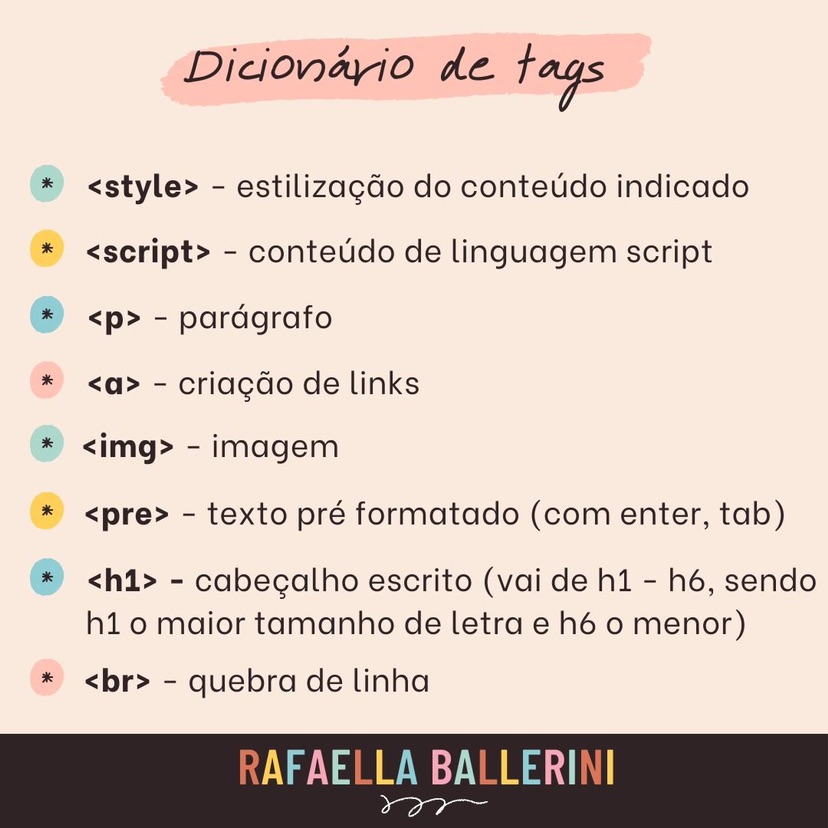 Dicionário de tags
* <style> - estilização do conteúdo indicado
* <script> - conteúdo de linguagem script
* <p> - parágrafo
* <a> - criação de links
* <img> - imagem
* <pre> - texto pré formatado (com enter, tab)
* <h1> - cabeçalho escrito (vai de h1 - h6, sendo
h1 o maior tamanho de letra e h6 o menor)
* <br> - quebra de linha
RAFAELLA BALLERINI